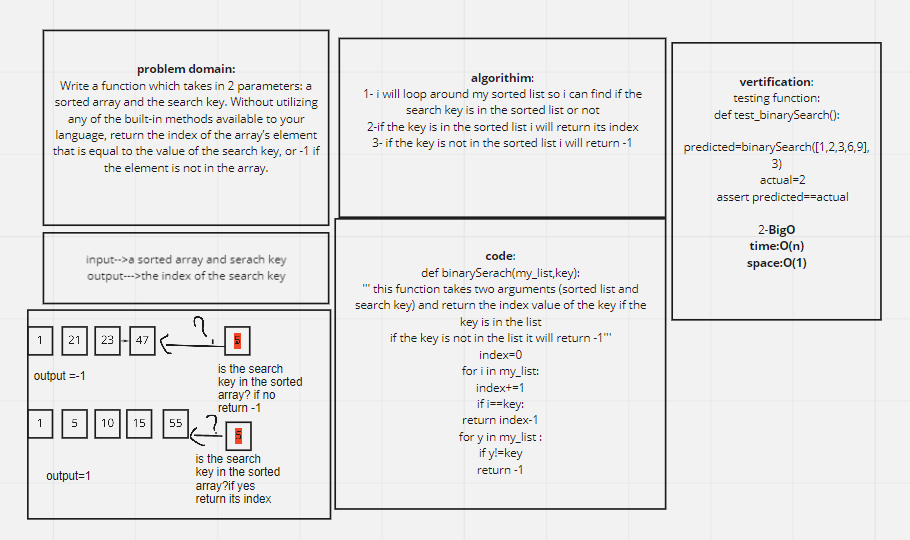 problem domain:
Write a function which takes in 2 parameters: a
sorted array and the search key. Without utilizing
any of the built-in methods available to your
language, return the index of the array's element
that is equal to the value of the search key, or -1 if
the element is not in the array.
input-->a sorted array and serach key
output--->the index of the search key
1 21 23 47 ? 5
output =-1
is the search
key in the sorted
array? if no
return -1
1 5 10 15 55 ? 5
output=1
is the search
key in the sorted
array?if yes
return its index
algorithim:
1- i will loop around my sorted list so i can find if the
search key is in the sorted list or not
2-if the key is in the sorted list i will return its index
3- if the key is not in the sorted list i will return -1
code:
def binarySerach(my_list,key):
''' this function takes two arguments (sorted list and
search key) and return the index value of the key if the
key is in the list
if the key is not in the list it will return -1'''
index=0
for i in my_list:
index+=1
if i==key:
return index-1
for y in my_list :
if y!=key
return -1
vertification:
testing function:
def test_binarySearch():
predicted=binarySearch([1,2,3,6,9],
3)
actual=2
assert predicted==actual
2-BigO
time:O(n)
space:O(1)